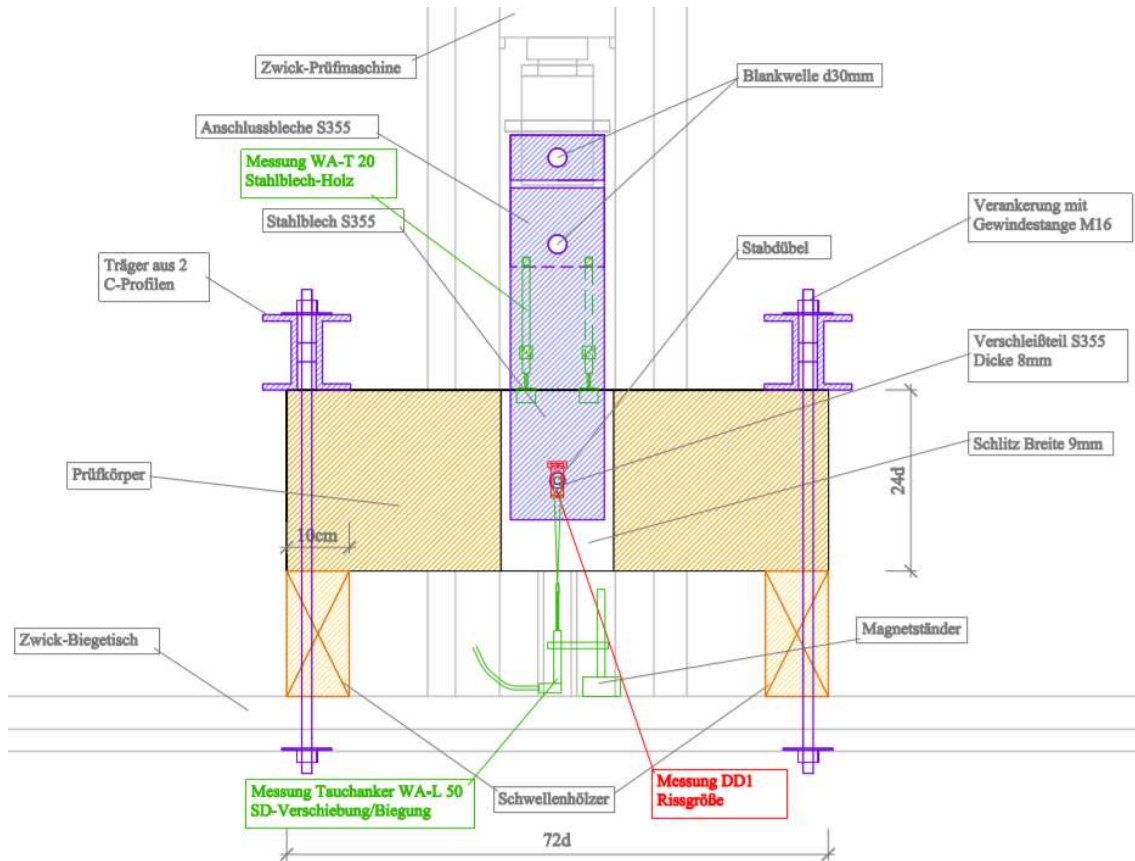 Zwick-Prüfmaschine
Blankwelle d30mm
Anschlussbleche S355
Messung WA-T 20
Stahlblech-Holz
Stahlblech S355
Verankerung mit
Gewindestange M16
Stabdübel
Träger aus 2
C-Profilen
Verschleißteil S355
Dicke 8mm
Schlitz Breite 9mm
Prüfkörper
24d
10cm
Zwick-Biegetisch
Magnetständer
Messung Tauchanker WA-L 50
SD-Verschiebung/Biegung
Schwellenhölzer
Messung DD1
Rissgröße
72d